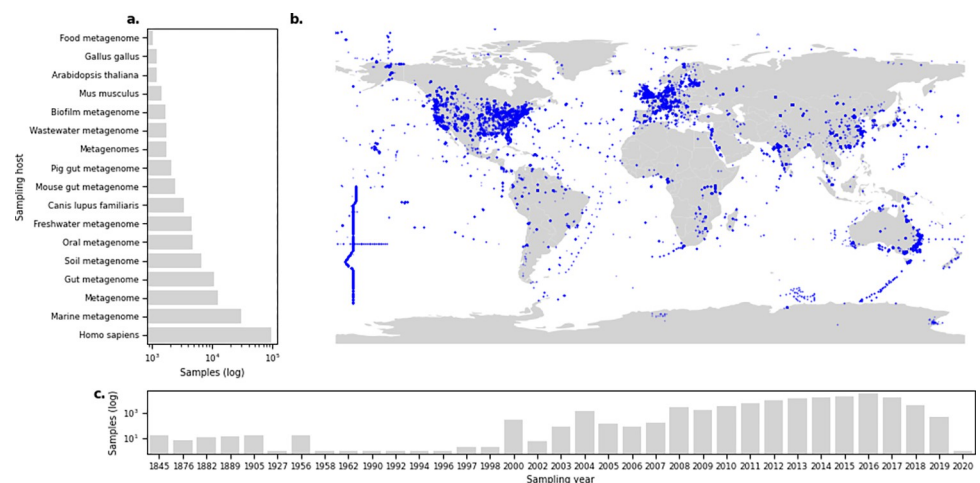 a.
b.
Sampling host
Food metagenome
Gallus gallus
Arabidopsis thaliana
Mus musculus
Biofilm metagenome
Wastewater metagenome
Metagenomes
Pig gut metagenome
Mouse gut metagenome
Canis lupus familiaris
Freshwater metagenome
Oral metagenome
Soil metagenome
Gut metagenome
Metagenome
Marine metagenome
Homo sapiens
10³ 10⁴ 10⁵
Samples (log)
c.
Samples (log)
10³
10¹
1845 1876 1882 1889 1905 1927 1956 1958 1962 1990 1992 1994 1996 1997 1998 2000 2002 2003 2004 2005 2006 2007 2008 2009 2010 2011 2012 2013 2014 2015 2016 2017 2018 2019 2020
Sampling year